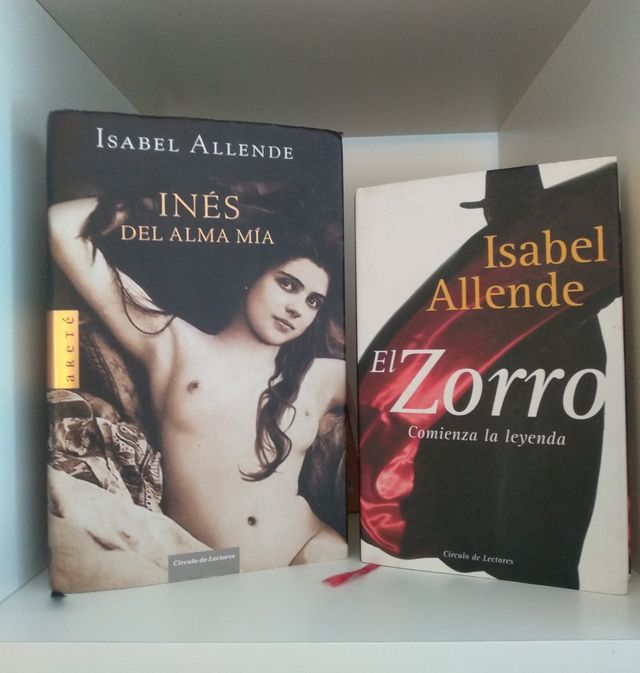 ISABEL ALLENDE
INÉS
DEL ALMA MÍA
areté
Círculo de Lectores
Isabel
Allende
El Zorro
Comienza la leyenda
Círculo de Lectores